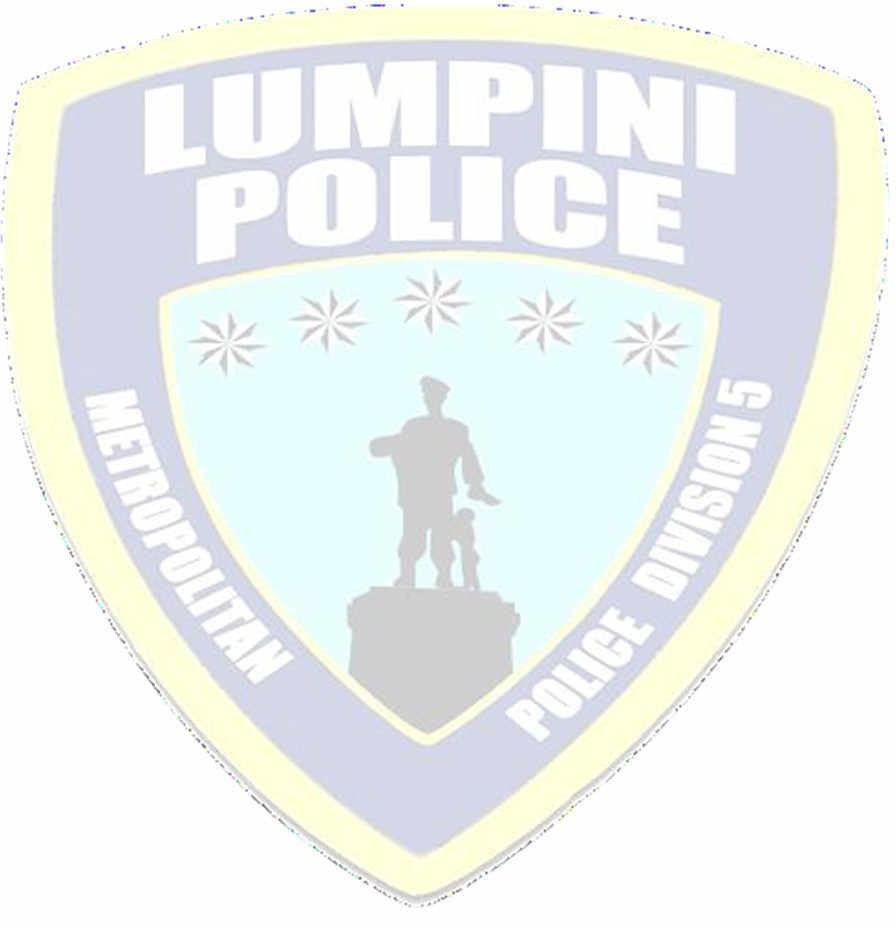 LUMPINI
POLICE
METROPOLITAN
POLICE DIVISION 5